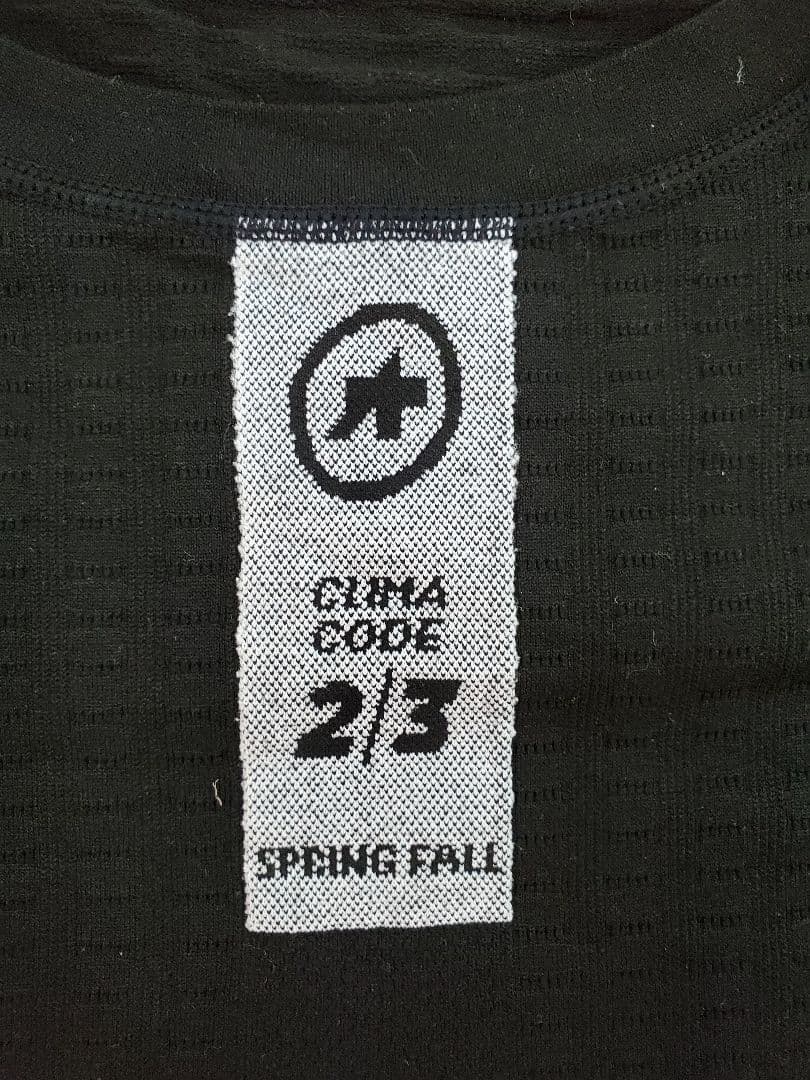 CLIMA
CODE
2/3
SPRING FALL